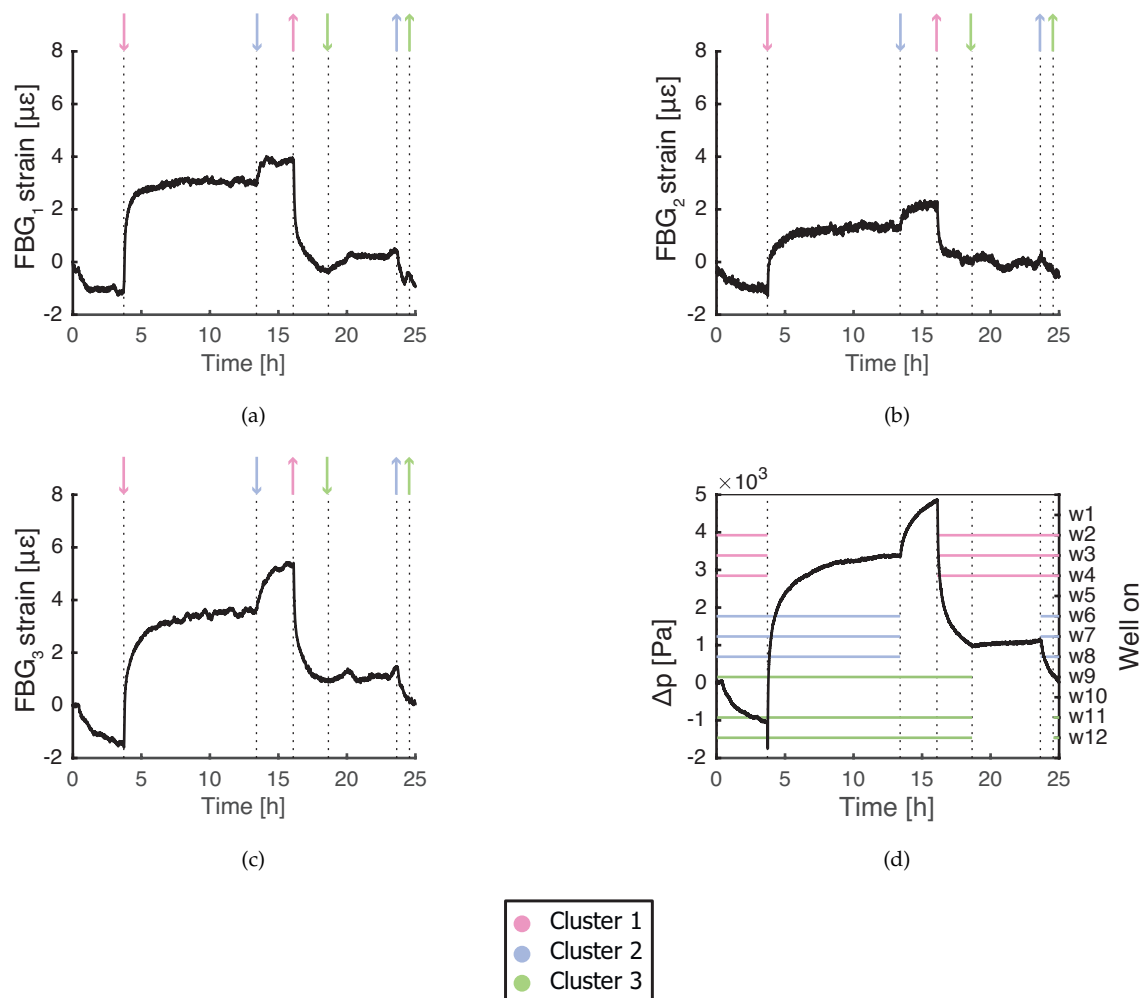 8
6
4
2
0
-2
FBG₁ strain [µε]
0 5 10 15 20 25
Time [h]
(a)
8
6
4
2
0
-2
FBG₂ strain [µε]
0 5 10 15 20 25
Time [h]
(b)
8
6
4
2
0
-2
FBG₃ strain [µε]
0 5 10 15 20 25
Time [h]
(c)
×10³
5
4
3
2
1
0
-1
-2
Δp [Pa]
w1
w2
w3
w4
w5
w6
w7
w8
w9
w10
w11
w12
Well on
0 5 10 15 20 25
Time [h]
(d)
Cluster 1
Cluster 2
Cluster 3